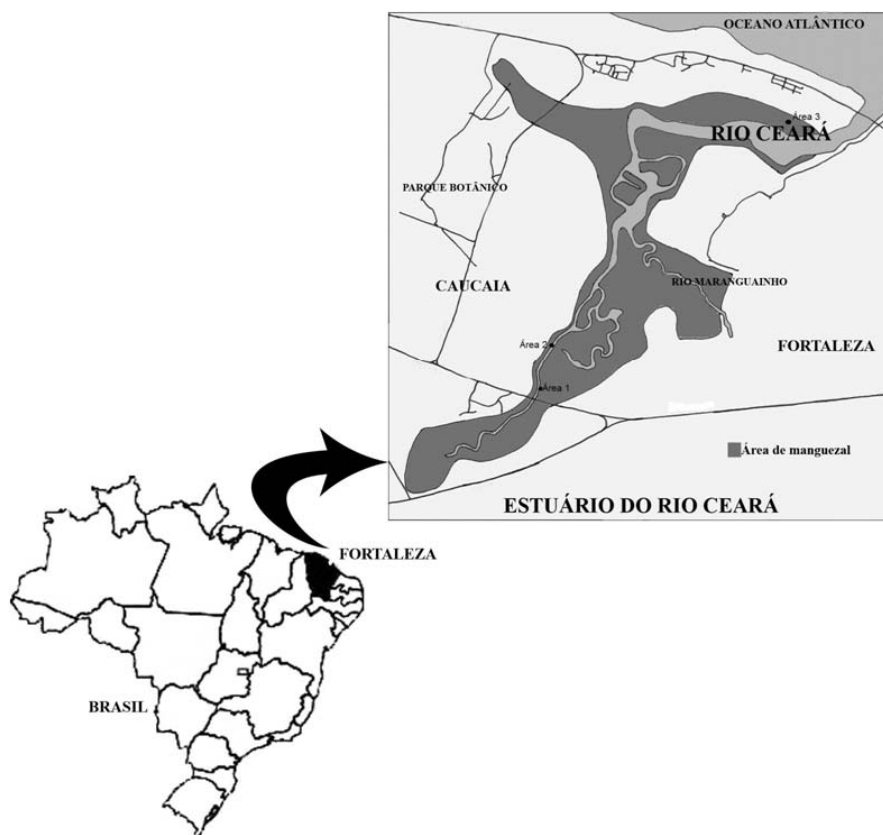 OCEANO ATLÂNTICO
Área 3
RIO CEARÁ
PARQUE BOTÂNICO
CAUCAIA
RIO MARANGUAINHO
Área 2
FORTALEZA
Área 1
Área de manguezal
ESTUÁRIO DO RIO CEARÁ
FORTALEZA
BRASIL